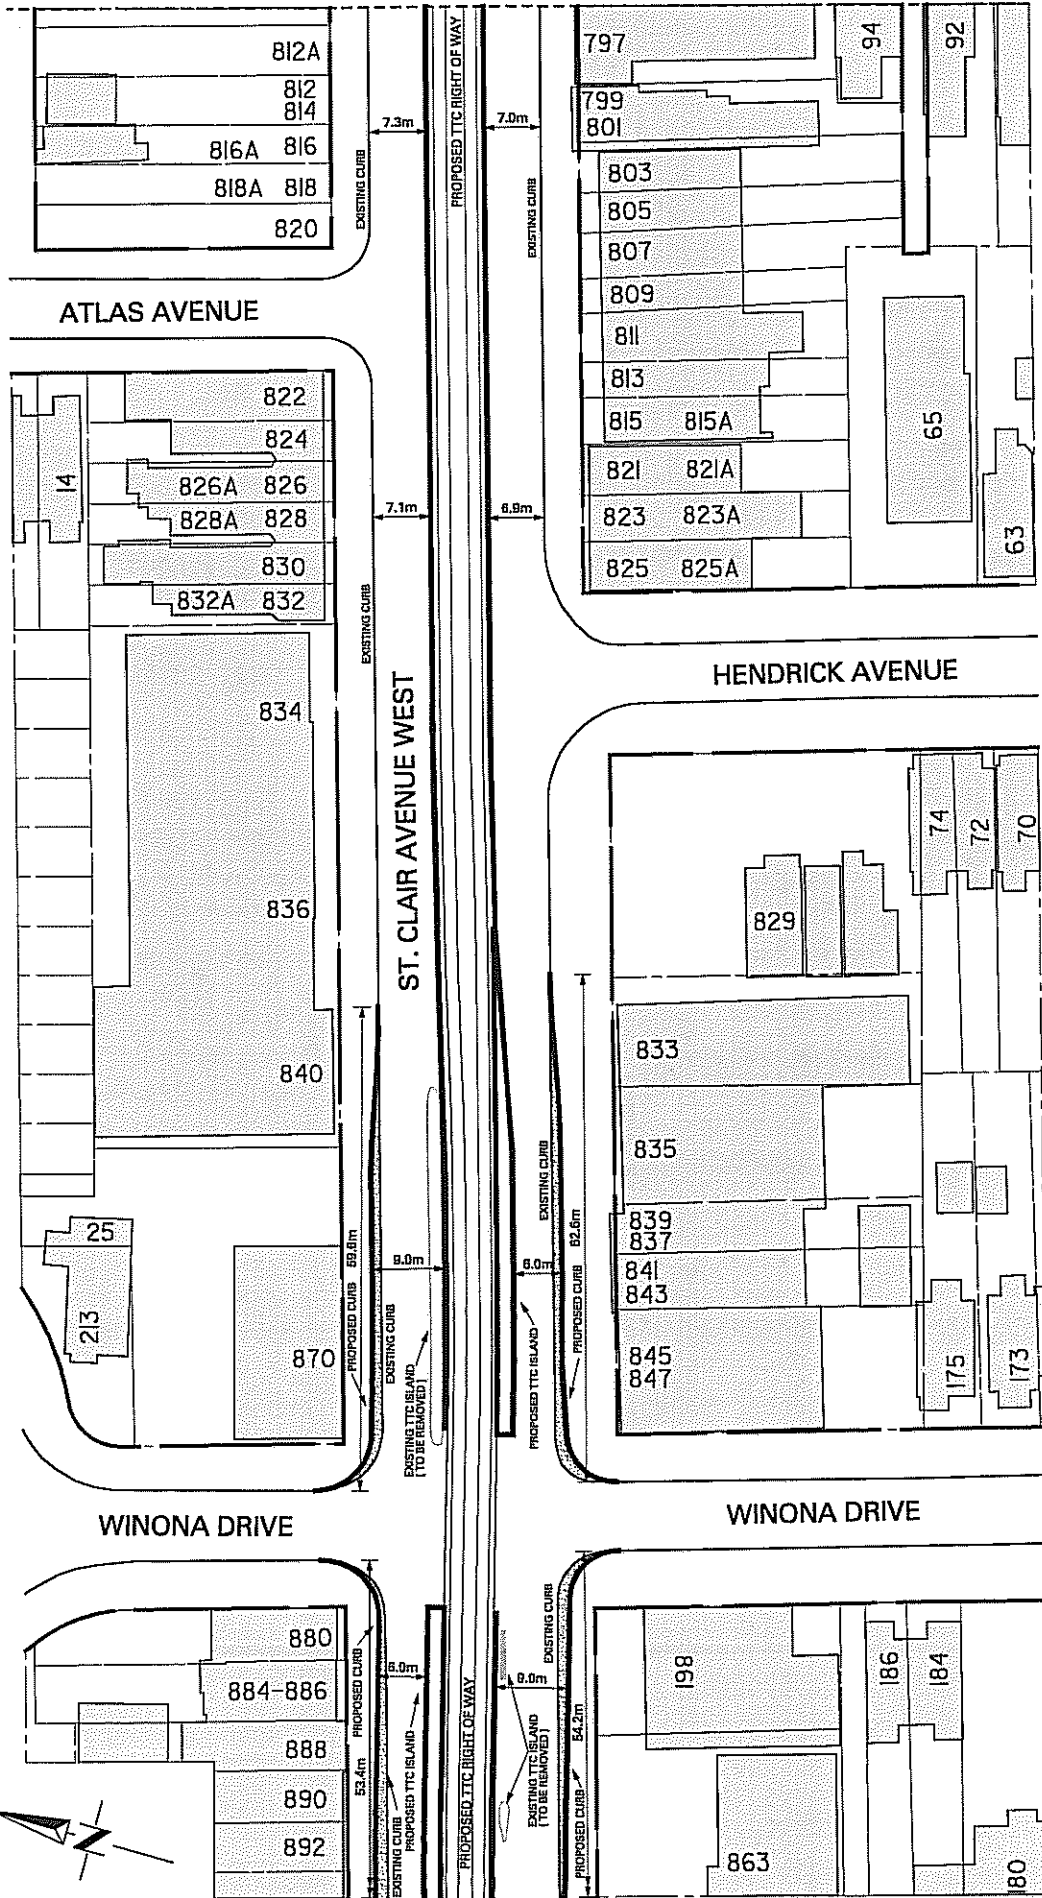 812A
812
814
816A 816
818A 818
820
EXISTING CURB
7.3m
PROPOSED TTC RIGHT OF WAY
7.0m
EXISTING CURB
797
799
801
803
805
807
809
811
813
815 815A
821 821A
823 823A
825 825A
94
92
65
63
ATLAS AVENUE
822
824
826A 826
828A 828
830
832A 832
14
7.1m
6.9m
EXISTING CURB
834
836
840
ST. CLAIR AVENUE WEST
HENDRICK AVENUE
74
72
70
829
833
835
839
837
841
843
845
847
175
173
25
213
870
59.6m
9.0m
PROPOSED CURB
EXISTING CURB
EXISTING TTC ISLAND
[TO BE REMOVED]
6.0m
EXISTING CURB
62.6m
PROPOSED TTC ISLAND
PROPOSED CURB
WINONA DRIVE
WINONA DRIVE
880
884-886
888
890
892
PROPOSED CURB
53.4m
6.0m
EXISTING CURB
PROPOSED TTC ISLAND
PROPOSED TTC RIGHT OF WAY
9.0m
EXISTING CURB
EXISTING TTC ISLAND
[TO BE REMOVED]
54.2m
PROPOSED CURB
198
186
184
863
180
N